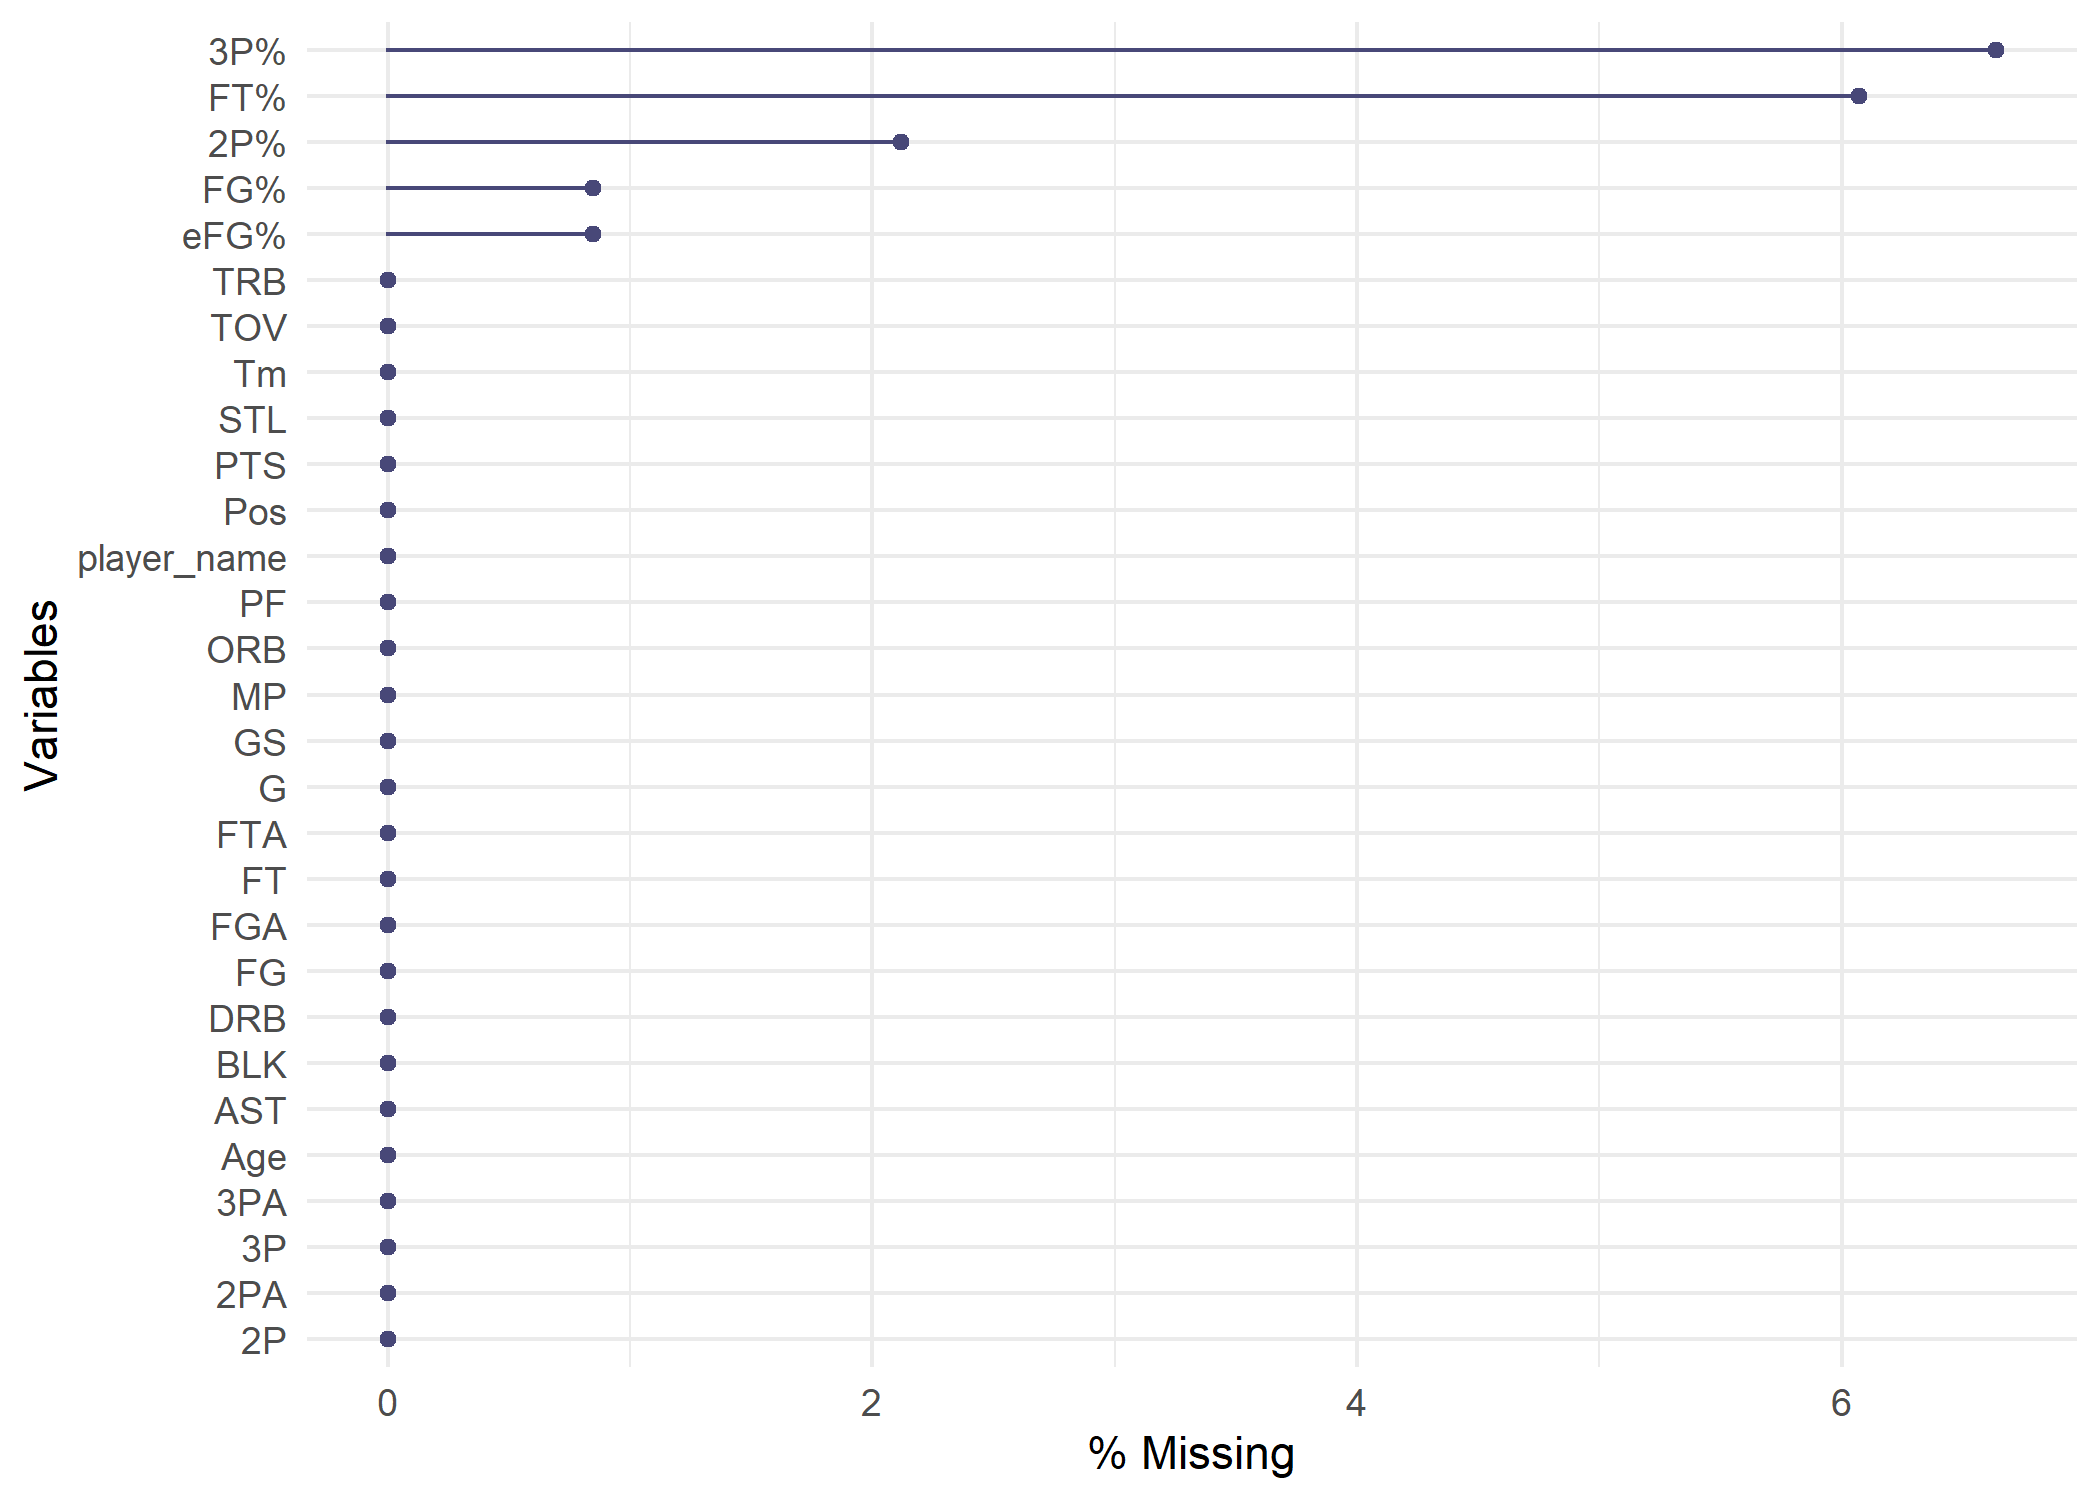 3P%
FT%
2P%
FG%
eFG%
TRB
TOV
Tm
STL
PTS
Pos
player_name
PF
ORB
MP
GS
G
FTA
FT
FGA
FG
DRB
BLK
AST
Age
3PA
3P
2PA
2P
Variables
0 2 4 6
% Missing